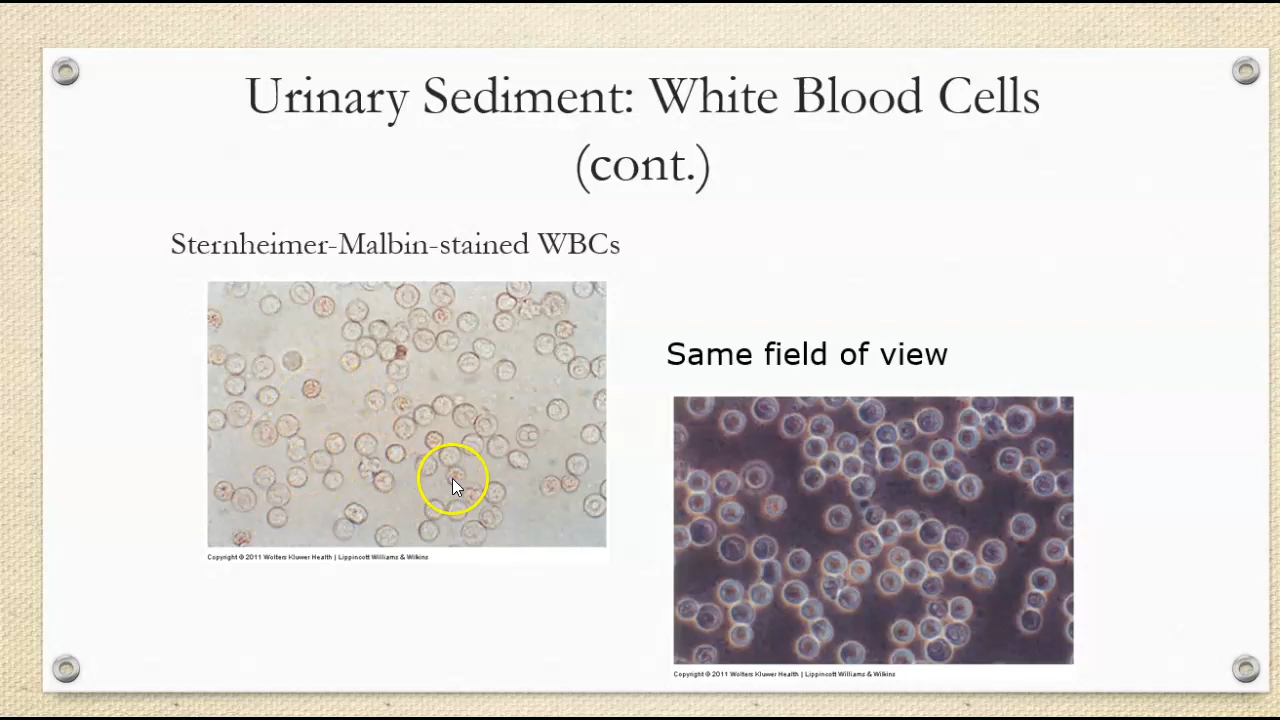 Urinary Sediment: White Blood Cells
(cont.)
Sternheimer-Malbin-stained WBCs
Same field of view
Copyright © 2011 Wolters Kluwer Health | Lippincott Williams & Wilkins
Copyright © 2011 Wolters Kluwer Health | Lippincott Williams & Wilkins